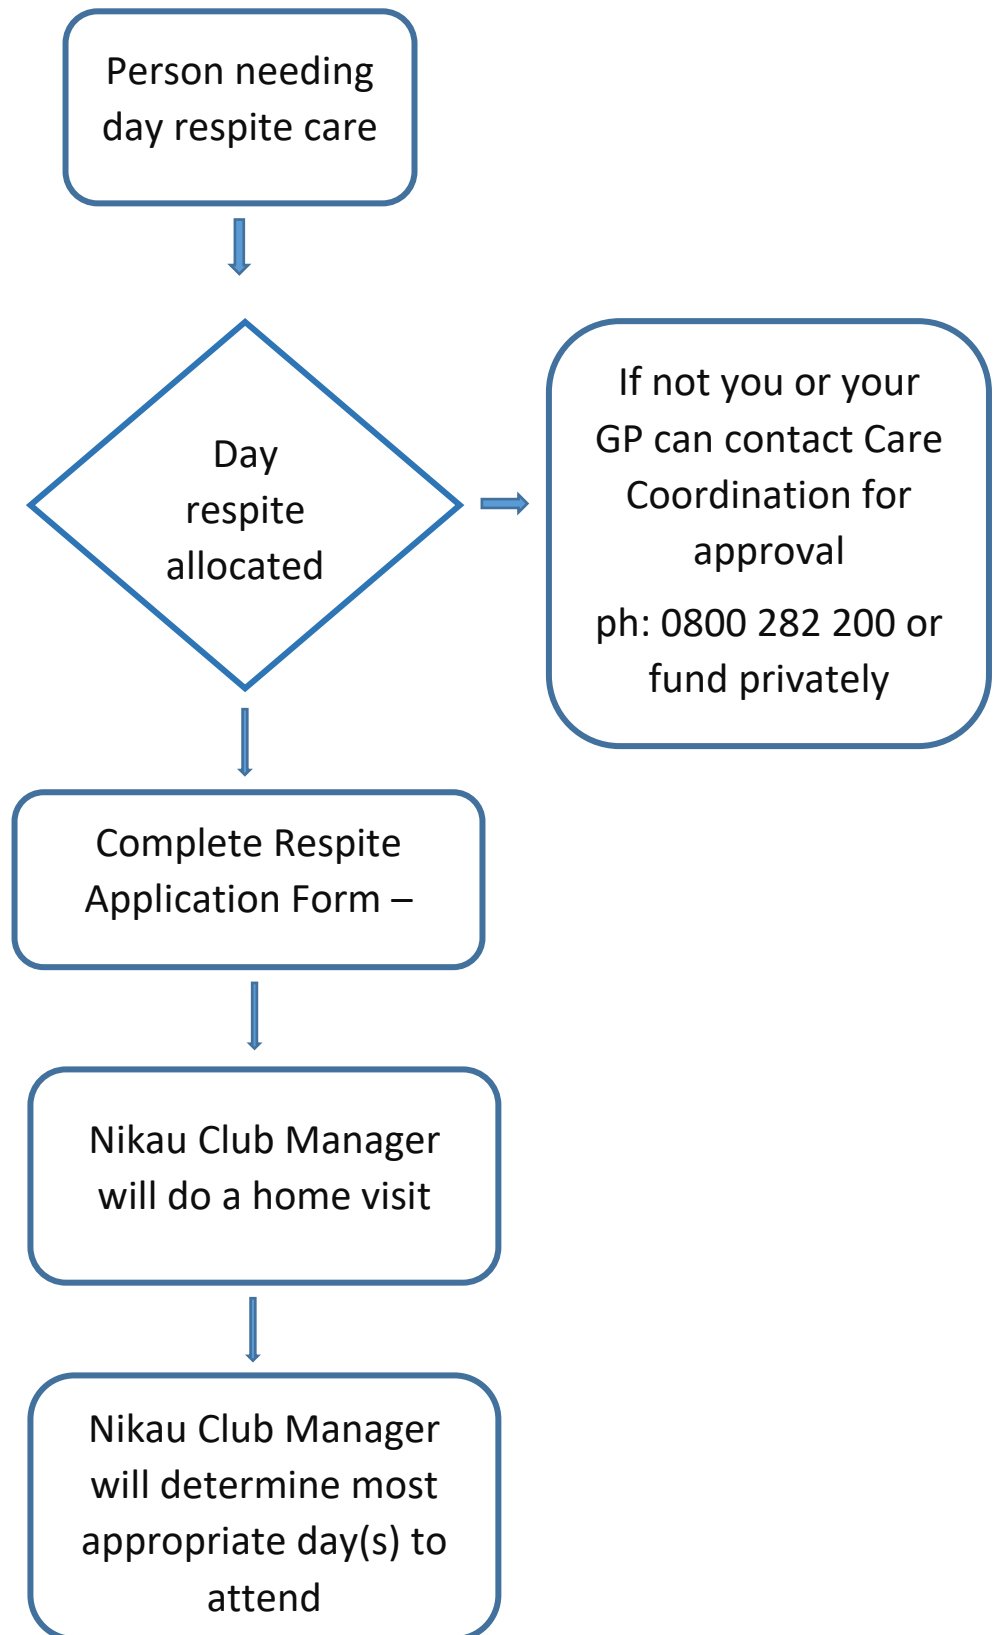 Person needing
day respite care
Day
respite
allocated
If not you or your
GP can contact Care
Coordination for
approval
ph: 0800 282 200 or
fund privately
Complete Respite
Application Form –
Nikau Club Manager
will do a home visit
Nikau Club Manager
will determine most
appropriate day(s) to
attend